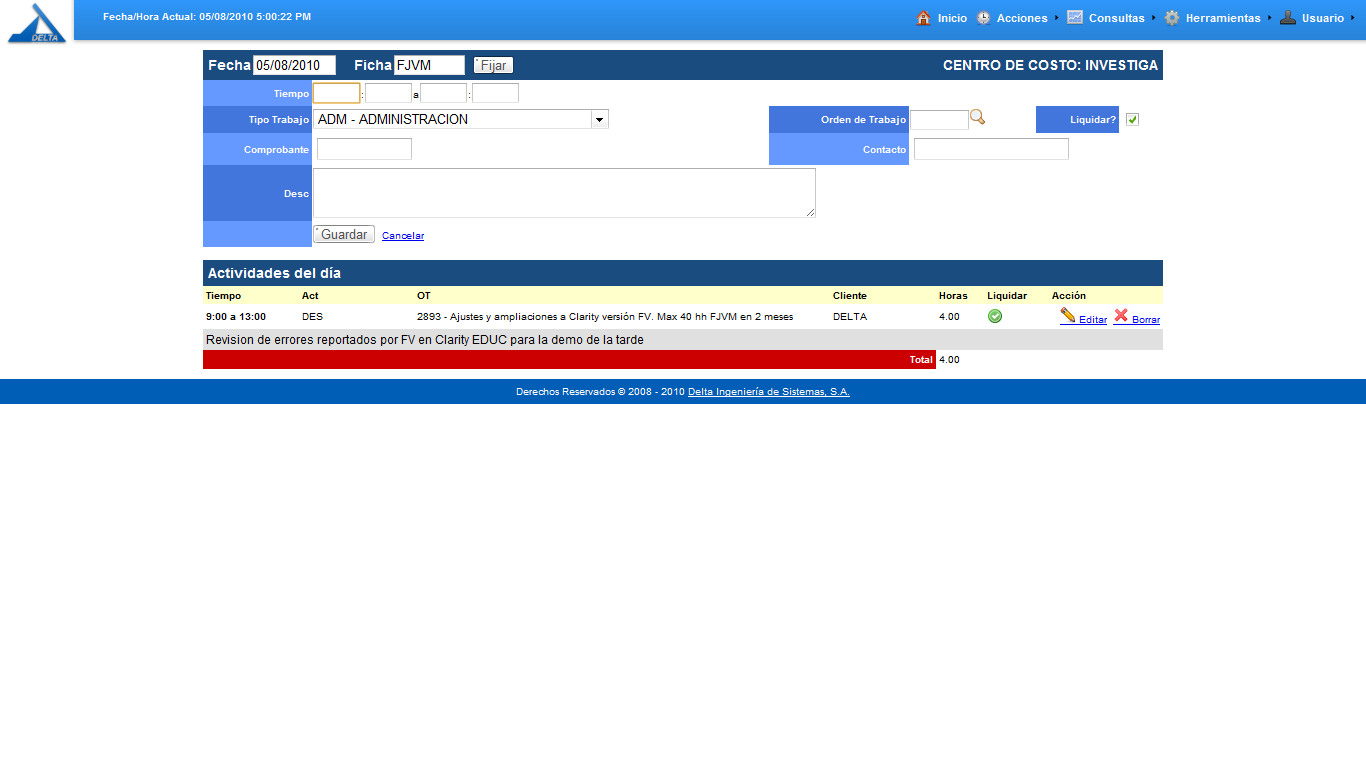 DELTA
Fecha/Hora Actual: 05/08/2010 5:00:22 PM
Inicio Acciones Consultas Herramientas Usuario
Fecha 05/08/2010 Ficha FJVM Fijar CENTRO DE COSTO: INVESTIGA
Tiempo : a :
Tipo Trabajo ADM - ADMINISTRACION Orden de Trabajo Liquidar?
Comprobante Contacto
Desc
Guardar Cancelar
Actividades del día
Tiempo Act OT Cliente Horas Liquidar Acción
9:00 a 13:00 DES 2893 - Ajustes y ampliaciones a Clarity versión FV. Max 40 hh FJVM en 2 meses DELTA 4.00 Editar Borrar
Revision de errores reportados por FV en Clarity EDUC para la demo de la tarde
Total 4.00
Derechos Reservados © 2008 - 2010 Delta Ingeniería de Sistemas, S.A.